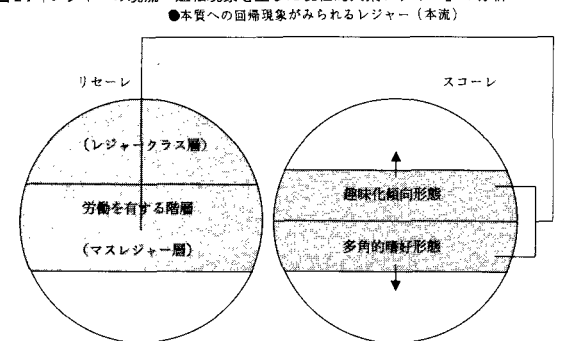 ●本質への回帰現象がみられるレジャー(本流)
リセーレ
スコーレ
(レジャークラス層)
労働を有する階層
(マスレジャー層)
趣味化傾向形態
多角的嗜好形態